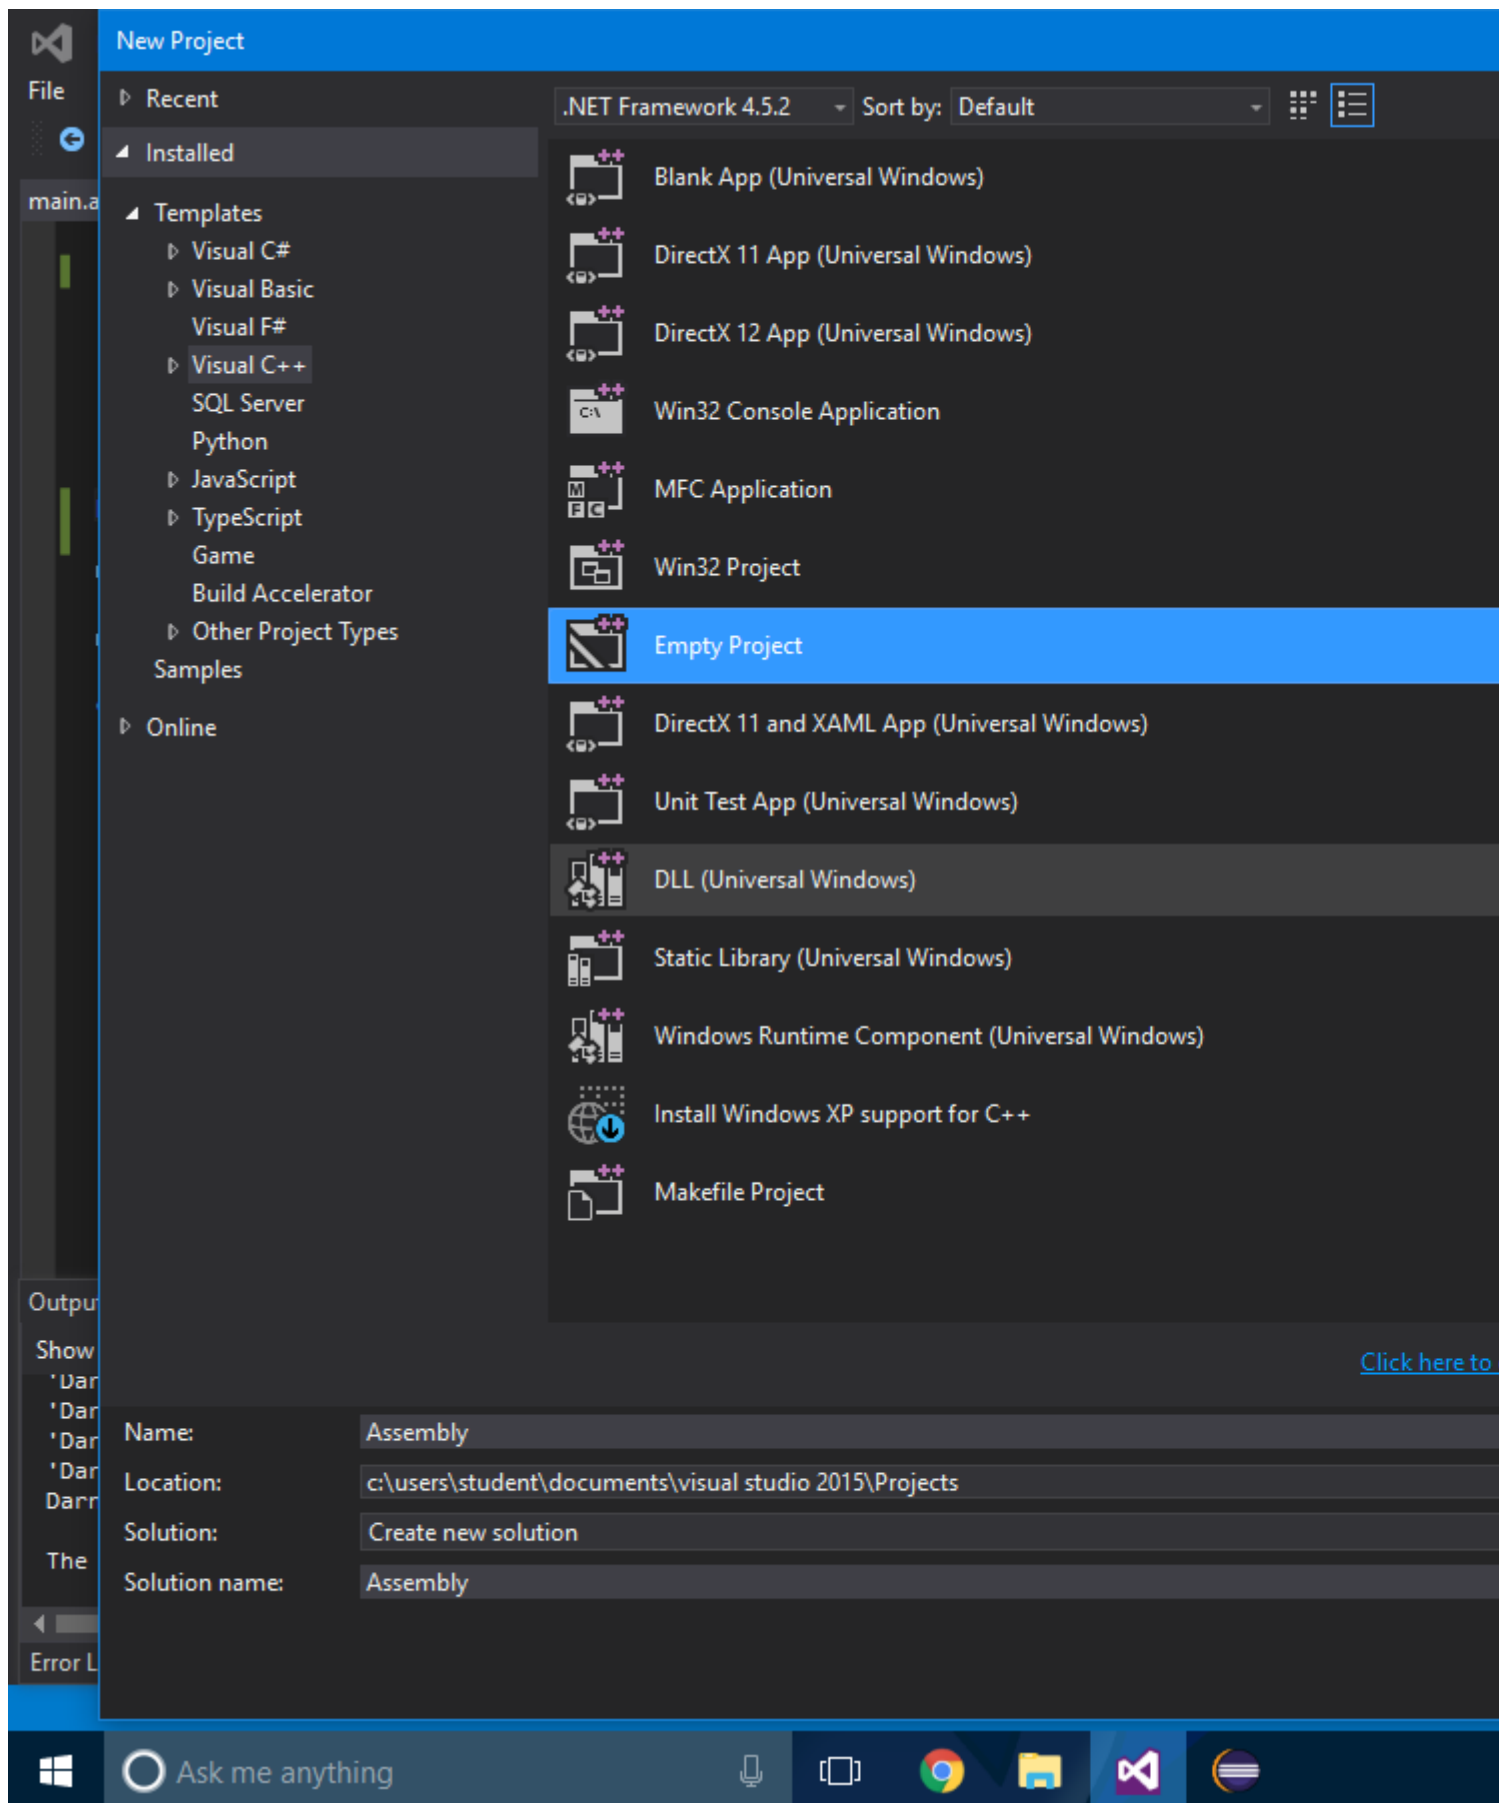 New Project
File
Recent
.NET Framework 4.5.2 Sort by: Default
Installed
main.a
Templates
Visual C#
Visual Basic
Visual F#
Visual C++
SQL Server
Python
JavaScript
TypeScript
Game
Build Accelerator
Other Project Types
Samples
Online
Blank App (Universal Windows)
DirectX 11 App (Universal Windows)
DirectX 12 App (Universal Windows)
C:\
Win32 Console Application
MFC
MFC Application
Win32 Project
Empty Project
DirectX 11 and XAML App (Universal Windows)
Unit Test App (Universal Windows)
DLL (Universal Windows)
Static Library (Universal Windows)
Windows Runtime Component (Universal Windows)
Install Windows XP support for C++
Makefile Project
Outpu
Show
'Dar
'Dar
'Dar
'Dar
Darr
The
Error L
Click here to
Name: Assembly
Location: c:\users\student\documents\visual studio 2015\Projects
Solution: Create new solution
Solution name: Assembly
Ask me anything